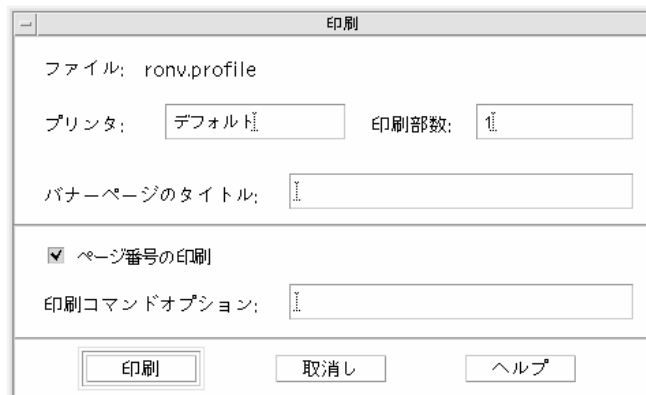 印刷
ファイル: ronv.profile
プリンタ: デフォルト 印刷部数: 1
バナーページのタイトル:
ページ番号の印刷
印刷コマンドオプション:
印刷 取消し ヘルプ